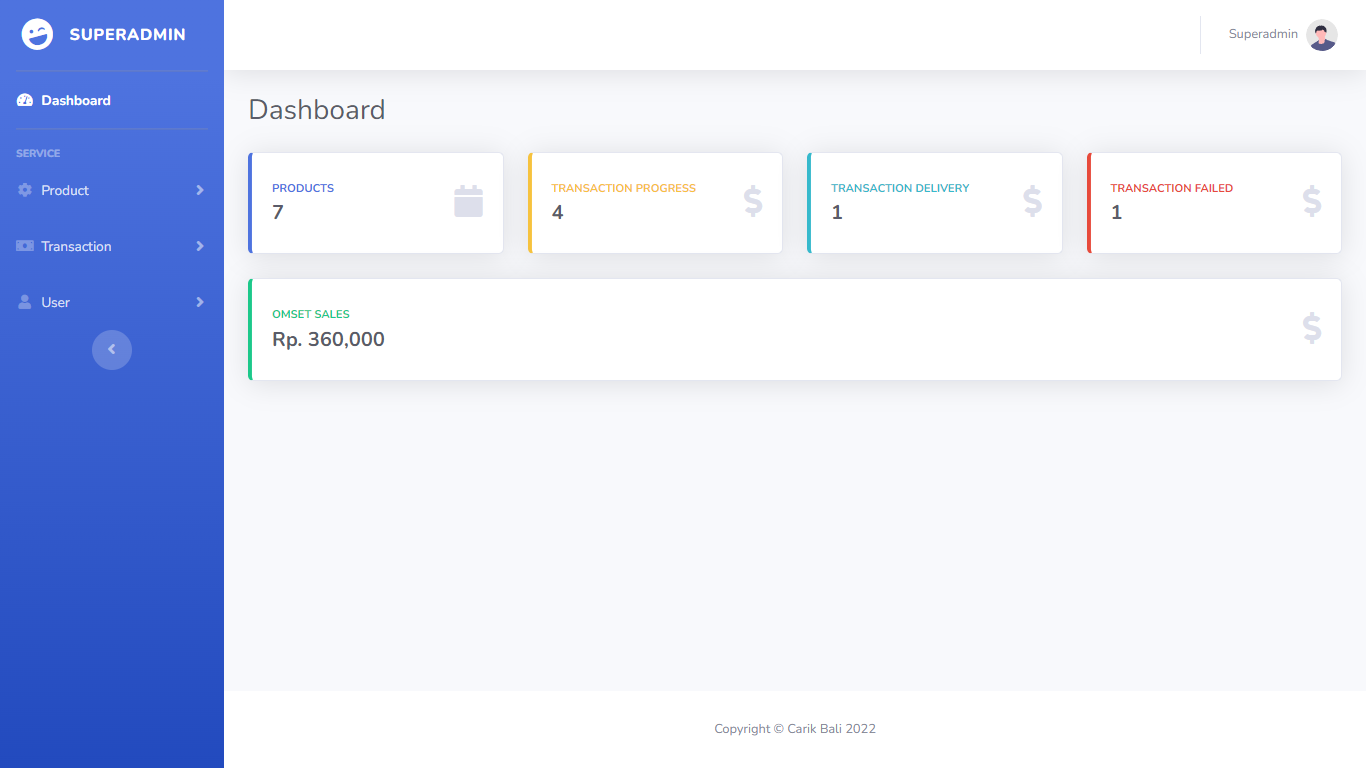 SUPERADMIN
Superadmin
Dashboard
SERVICE
Product
Transaction
User
Dashboard
PRODUCTS
7
TRANSACTION PROGRESS
4
TRANSACTION DELIVERY
1
TRANSACTION FAILED
1
OMSET SALES
Rp. 360,000
Copyright © Carik Bali 2022